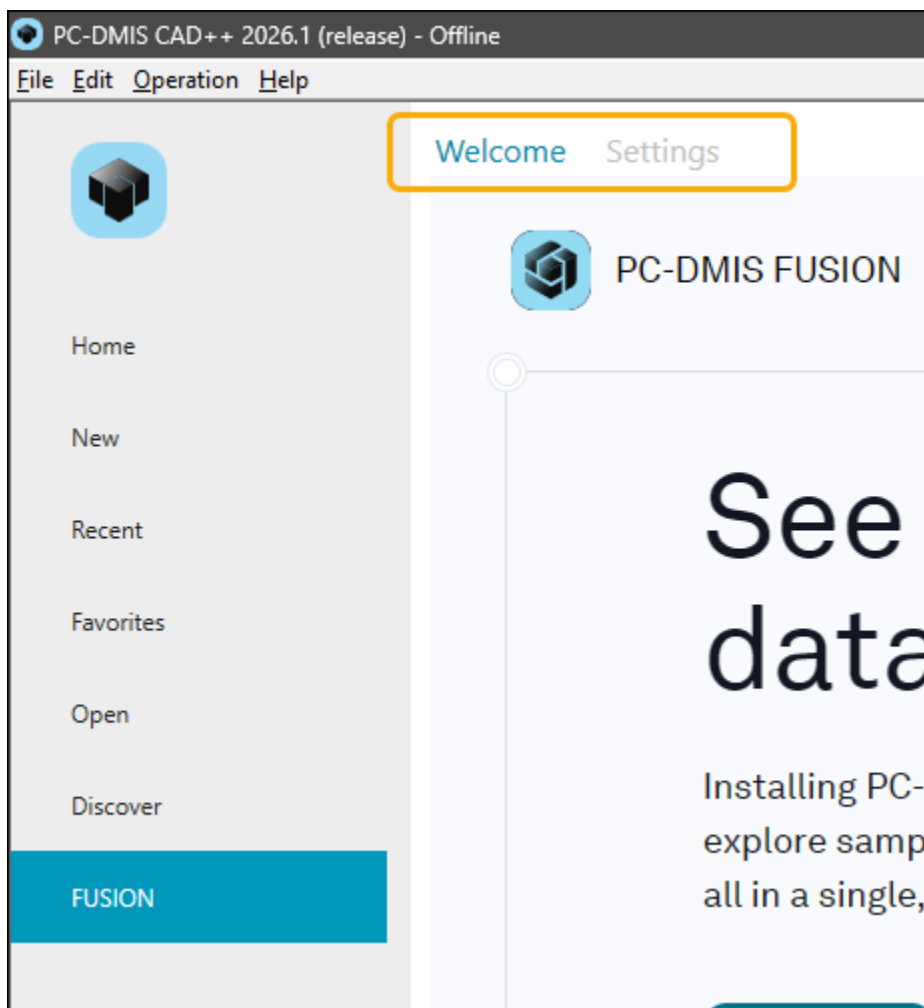 PC-DMIS CAD++ 2026.1 (release) - Offline
File Edit Operation Help
Welcome Settings
PC-DMIS FUSION
Home
New
Recent
Favorites
Open
Discover
FUSION
See
data
Installing PC-
explore samp
all in a single,